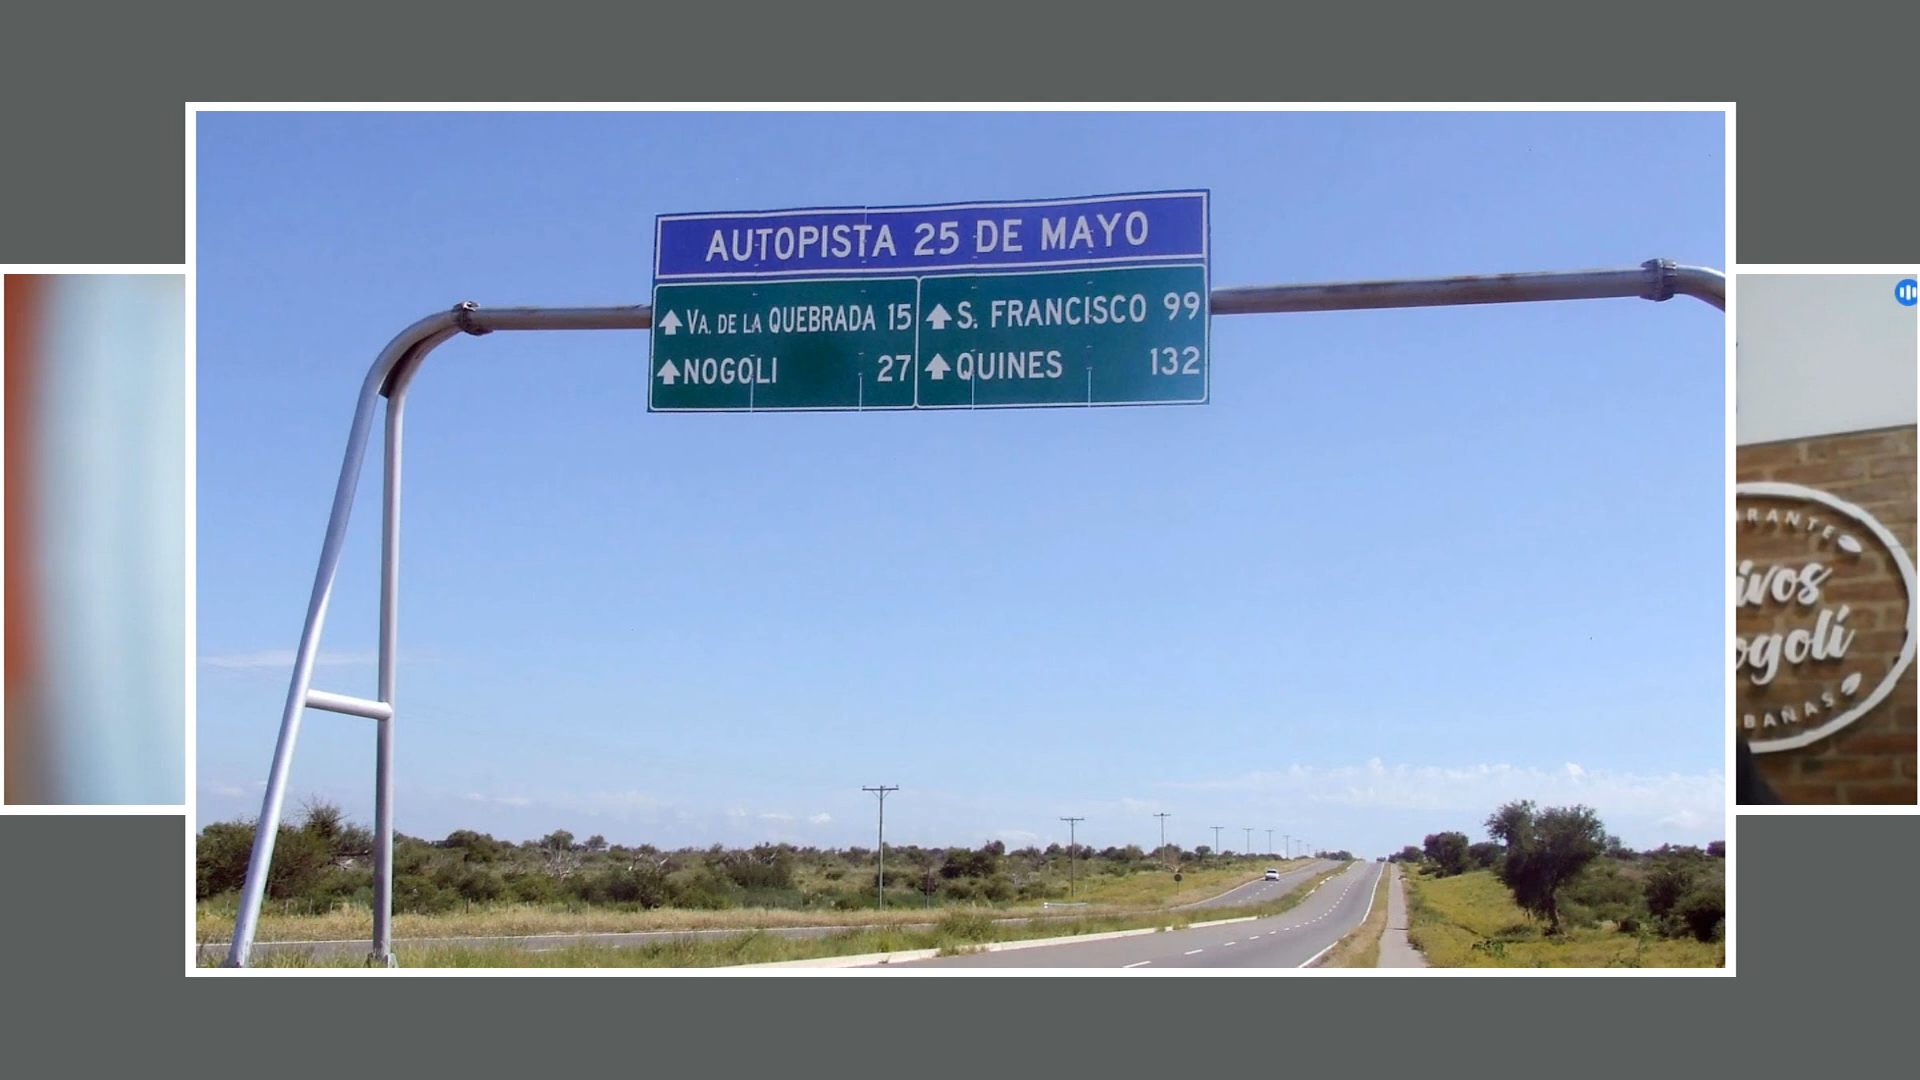 AUTOPISTA 25 DE MAYO
VA. DE LA QUEBRADA 15
NOGOLI 27
S. FRANCISCO 99
QUINES 132